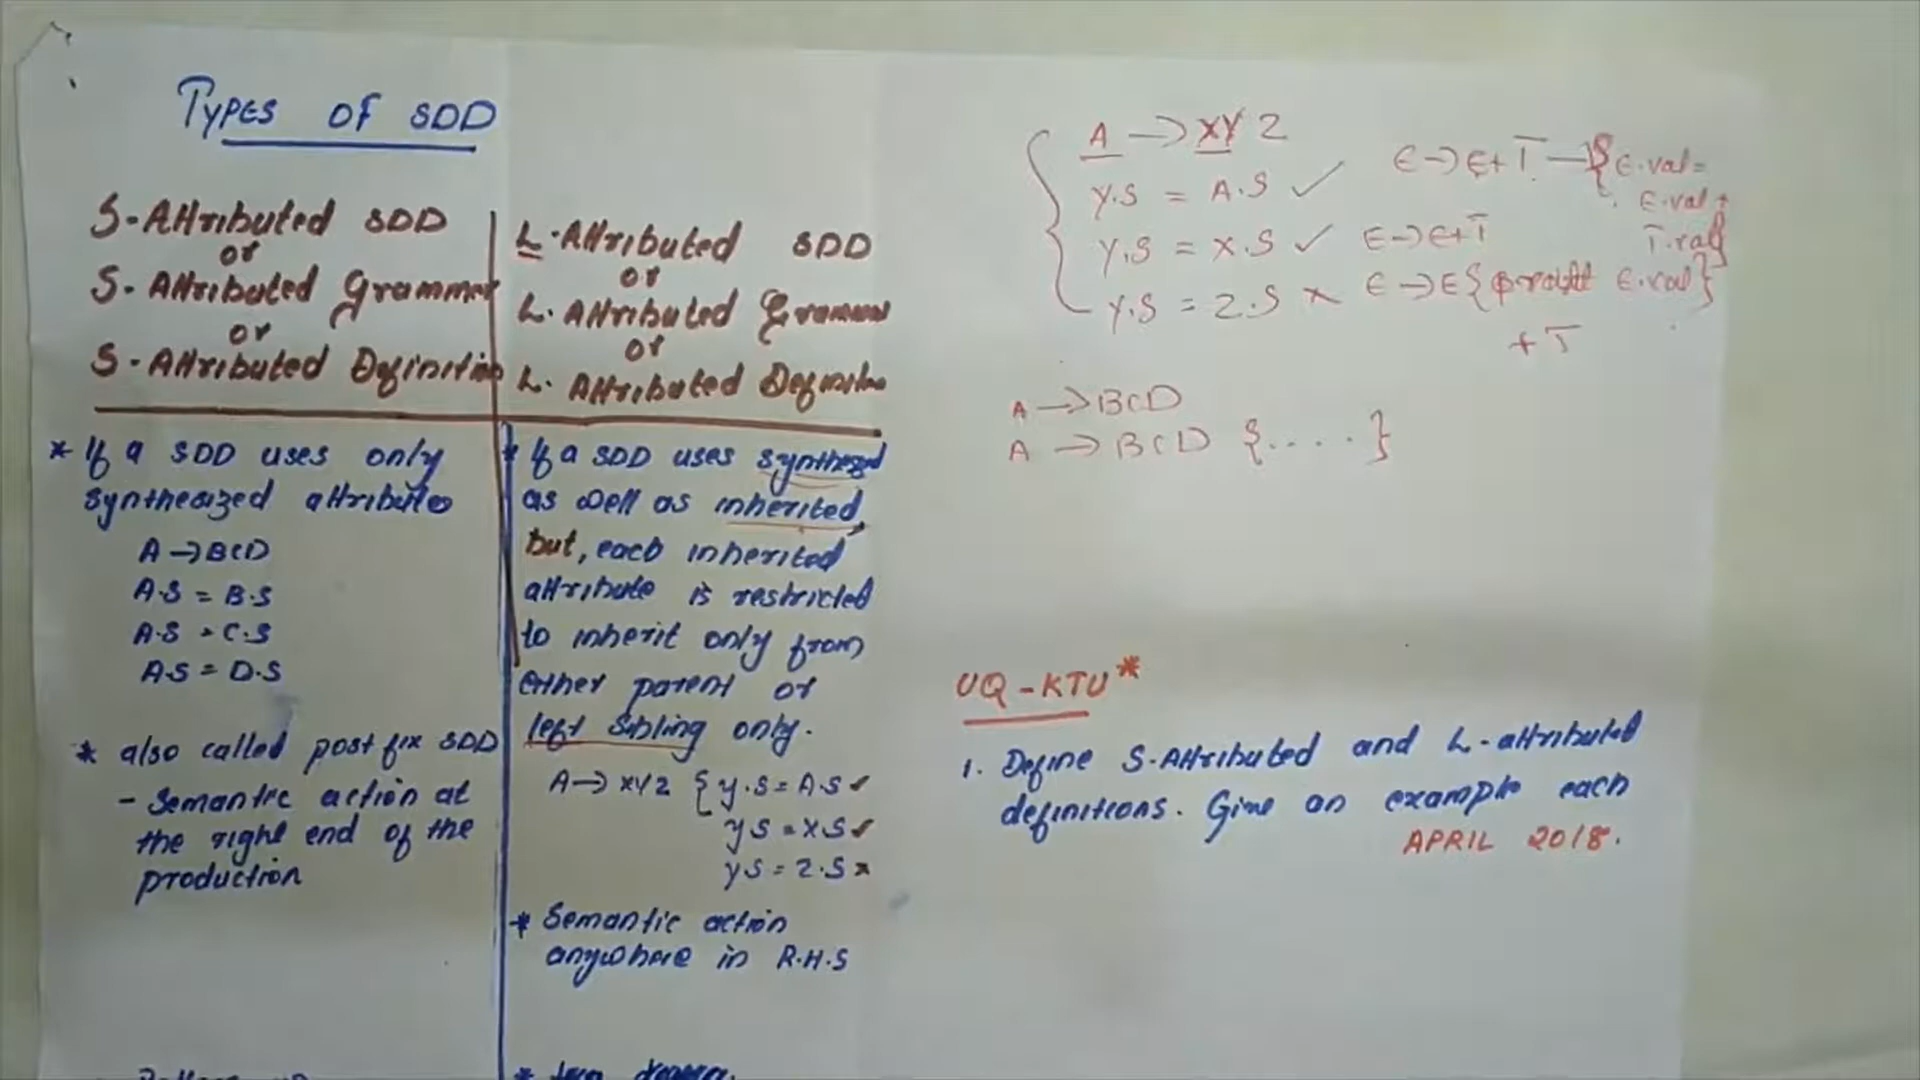 TYPES OF SDD
S-Attributed SDD
or
S-Attributed Grammar
or
S-Attributed Definition
* If a SDD uses only
synthesized attributes
A → BCD
A.S = B.S
A.S = C.S
A.S = D.S
* also called post fix SDD
- Semantic action at
the right end of the
production
L-Attributed SDD
or
L-Attributed Grammar
or
L-Attributed Definition
* If a SDD uses synthesized
as well as inherited,
but, each inherited
attribute is restricted
to inherit only from
either parent or
left sibling only.
A → XYZ { Y.S = A.S ✓
Y.S = X.S ✓
Y.S = Z.S ×
* Semantic action
anywhere in R.H.S
A → XYZ
Y.S = A.S ✓
Y.S = X.S ✓
Y.S = Z.S ×
E → E+T → { E.val =
E.val +
T.val}
E → E+T
E → E { E.val }
+T
A → BCD
A → BCD {....}
UQ - KTU *
1. Define S-Attributed and L-attributed
definitions. Give an example each
APRIL 2018.